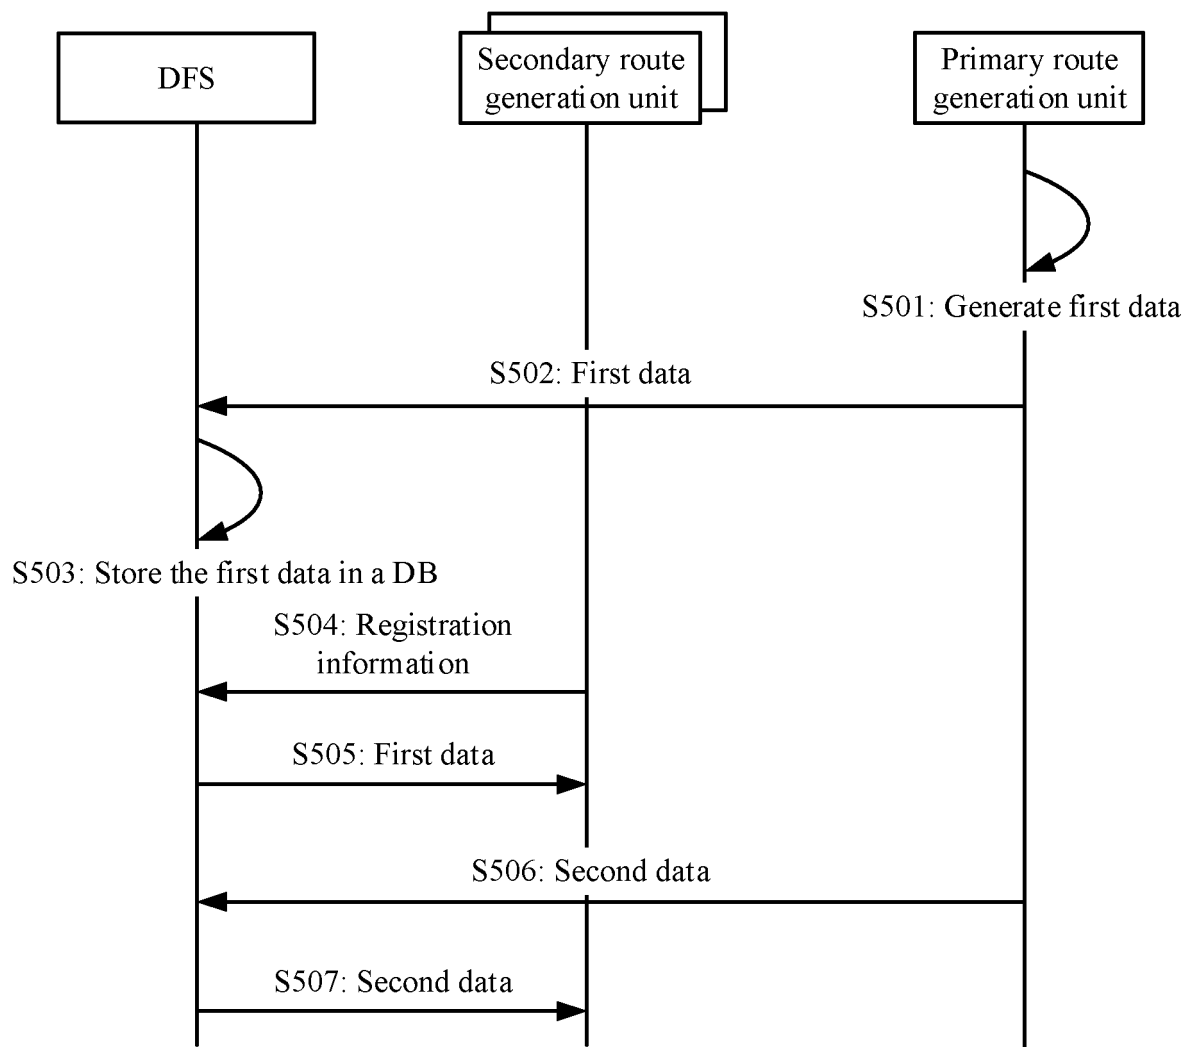 DFS
Secondary route
generation unit
Primary route
generation unit
S501: Generate first data
S502: First data
S503: Store the first data in a DB
S504: Registration
information
S505: First data
S506: Second data
S507: Second data